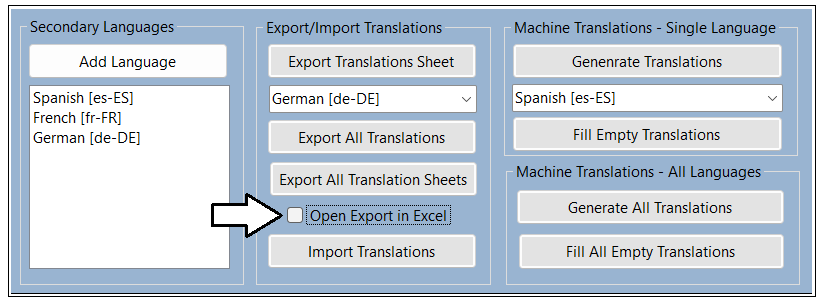 Secondary Languages
Add Language
Spanish [es-ES]
French [fr-FR]
German [de-DE]
Export/Import Translations
Export Translations Sheet
German [de-DE]
Export All Translations
Export All Translation Sheets
Open Export in Excel
Import Translations
Machine Translations - Single Language
Genenrate Translations
Spanish [es-ES]
Fill Empty Translations
Machine Translations - All Languages
Generate All Translations
Fill All Empty Translations